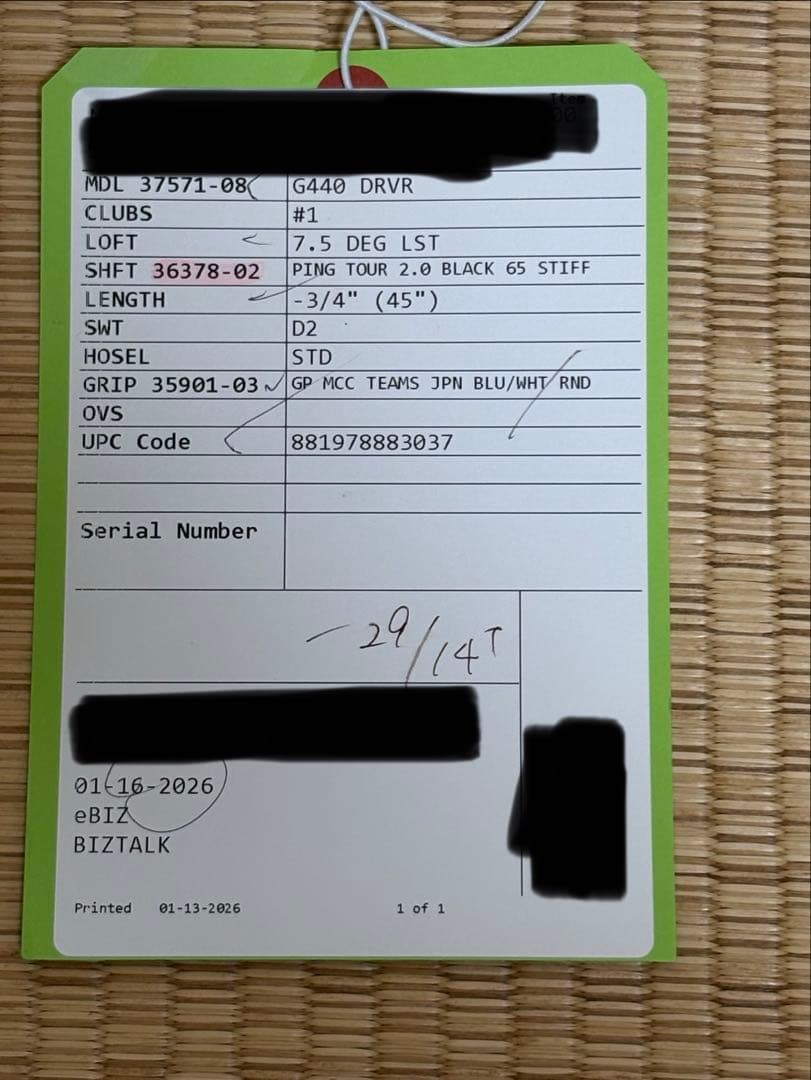 MDL 37571-08 G440 DRVR
CLUBS #1
LOFT 7.5 DEG LST
SHFT 36378-02 PING TOUR 2.0 BLACK 65 STIFF
LENGTH -3/4" (45")
SWT D2
HOSEL STD
GRIP 35901-03 GP MCC TEAMS JPN BLU/WHT RND
OVS
UPC Code 881978883037
Serial Number
- 29/14T
01-16-2026
eBIZ
BIZTALK
Printed 01-13-2026 1 of 1